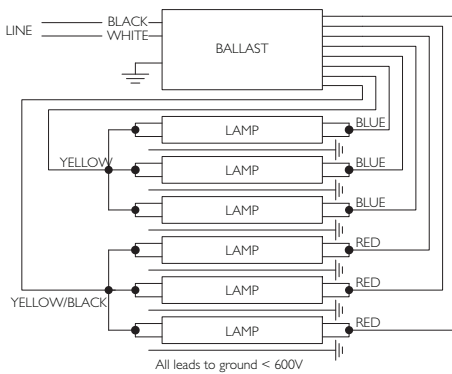 BLACK
LINE
WHITE
BALLAST
LAMP
BLUE
YELLOW
LAMP
BLUE
LAMP
BLUE
LAMP
RED
LAMP
RED
YELLOW/BLACK
LAMP
RED
All leads to ground < 600V